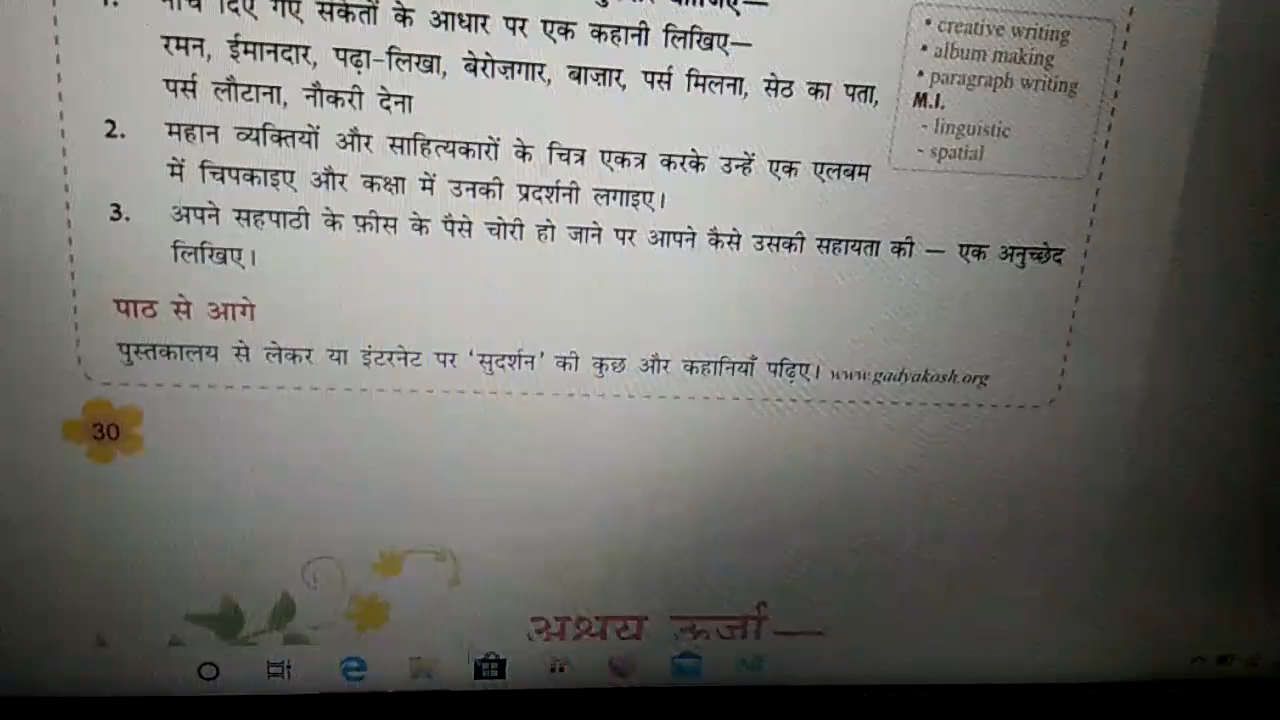 दिए गए संकेतों के आधार पर एक कहानी लिखिए—
रमन, ईमानदार, पढ़ा-लिखा, बेरोज़गार, बाज़ार, पर्स मिलना, सेठ का पता,
पर्स लौटाना, नौकरी देना
2. महान व्यक्तियों और साहित्यकारों के चित्र एकत्र करके उन्हें एक एलबम
में चिपकाइए और कक्षा में उनकी प्रदर्शनी लगाइए।
3. अपने सहपाठी के फ़ीस के पैसे चोरी हो जाने पर आपने कैसे उसकी सहायता की — एक अनुच्छेद
लिखिए।
• creative writing
• album making
• paragraph writing
M.I.
- linguistic
- spatial
पाठ से आगे
पुस्तकालय से लेकर या इंटरनेट पर 'सुदर्शन' की कुछ और कहानियाँ पढ़िए। www.gadyakosh.org
30
ऊर्जा —